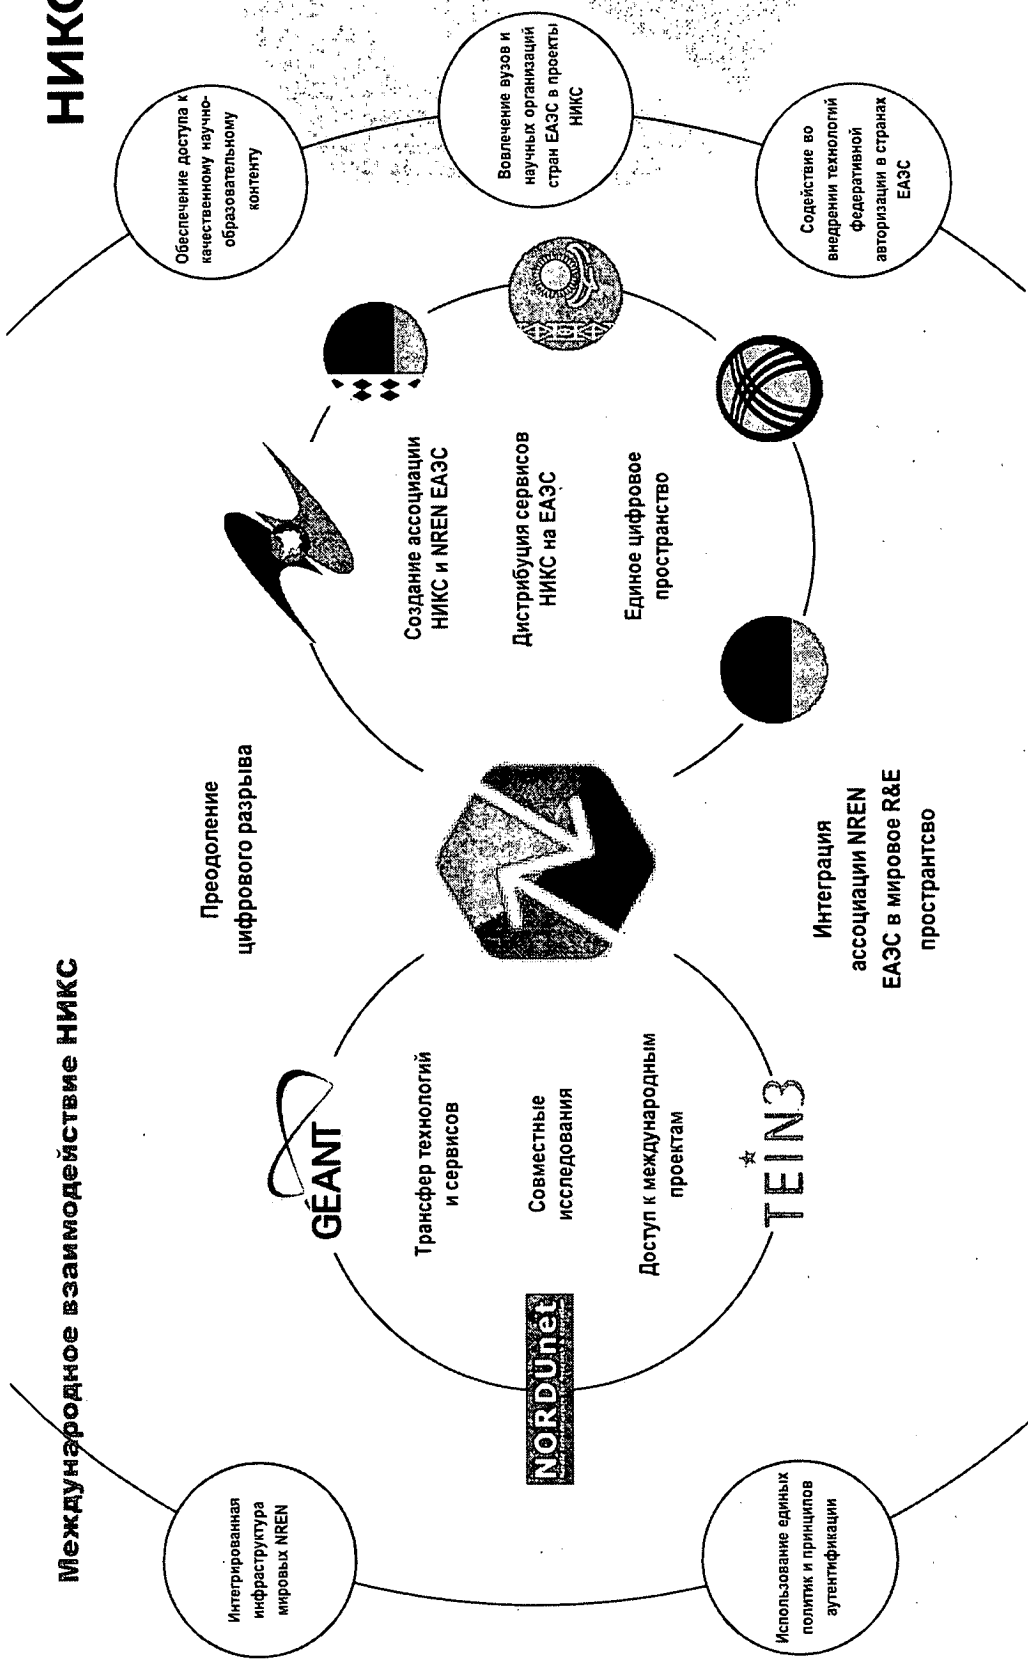 Международное взаимодействие НИКС
НИКС
Преодоление
цифрового разрыва
Интегрированная
инфраструктура
мировых NREN
Использование единых
политик и принципов
аутентификации
GÉANT
NORDUnet
TEIN3
Трансфер технологий
и сервисов
Совместные
исследования
Доступ к международным
проектам
Создание ассоциации
НИКС и NREN ЕАЭС
Дистрибуция сервисов
НИКС на ЕАЭС
Единое цифровое
пространство
Интеграция
ассоциации NREN
ЕАЭС в мировое R&E
пространтсво
Обеспечение доступа к
качественному научно-
образовательному
контенту
Вовлечение вузов и
научных организаций
стран ЕАЭС в проекты
НИКС
Содействие во
внедрении технологий
федеративной
авторизации в странах
ЕАЭС